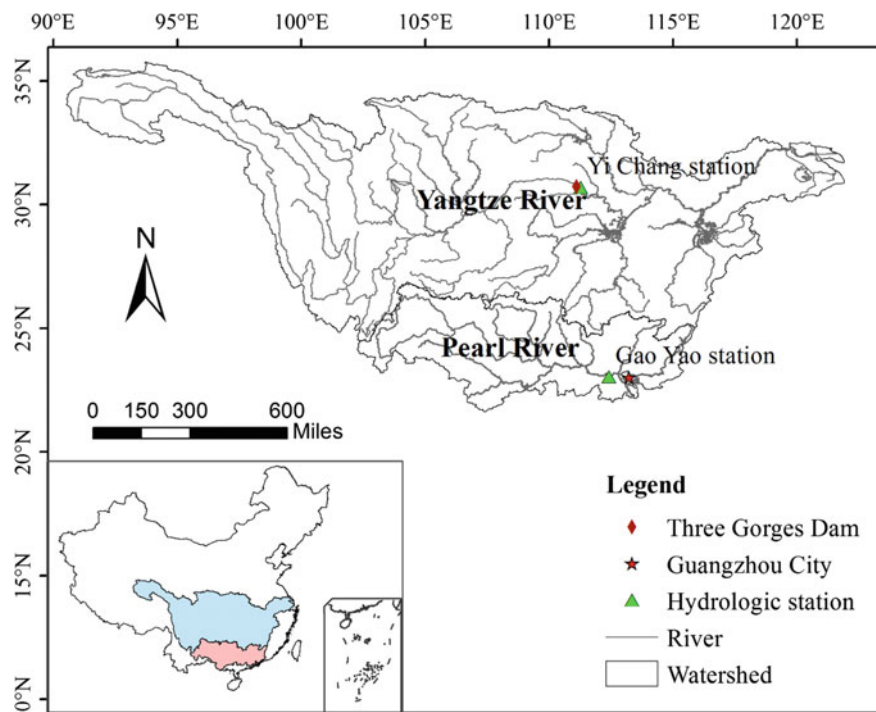 90°E 95°E 100°E 105°E 110°E 115°E 120°E
35°N
30°N
25°N
20°N
15°N
0°N
Yi Chang station
Yangtze River
N
Pearl River
Gao Yao station
0 150 300 600
Miles
Legend
Three Gorges Dam
Guangzhou City
Hydrologic station
River
Watershed